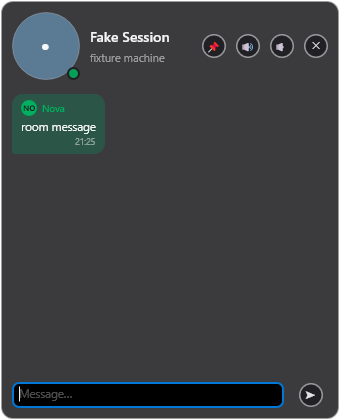 Fake Session
fixture machine
NO Nova
room message
21:25
Message...